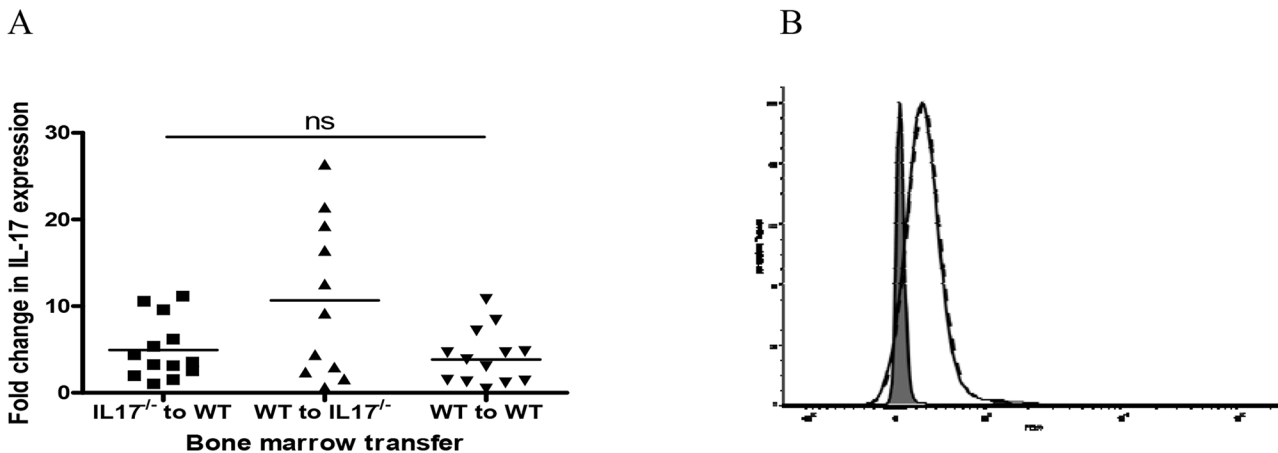 A
B
Fold change in IL-17 expression
30
20
10
0
ns
IL17⁻/⁻ to WT
WT to IL17⁻/⁻
WT to WT
Bone marrow transfer